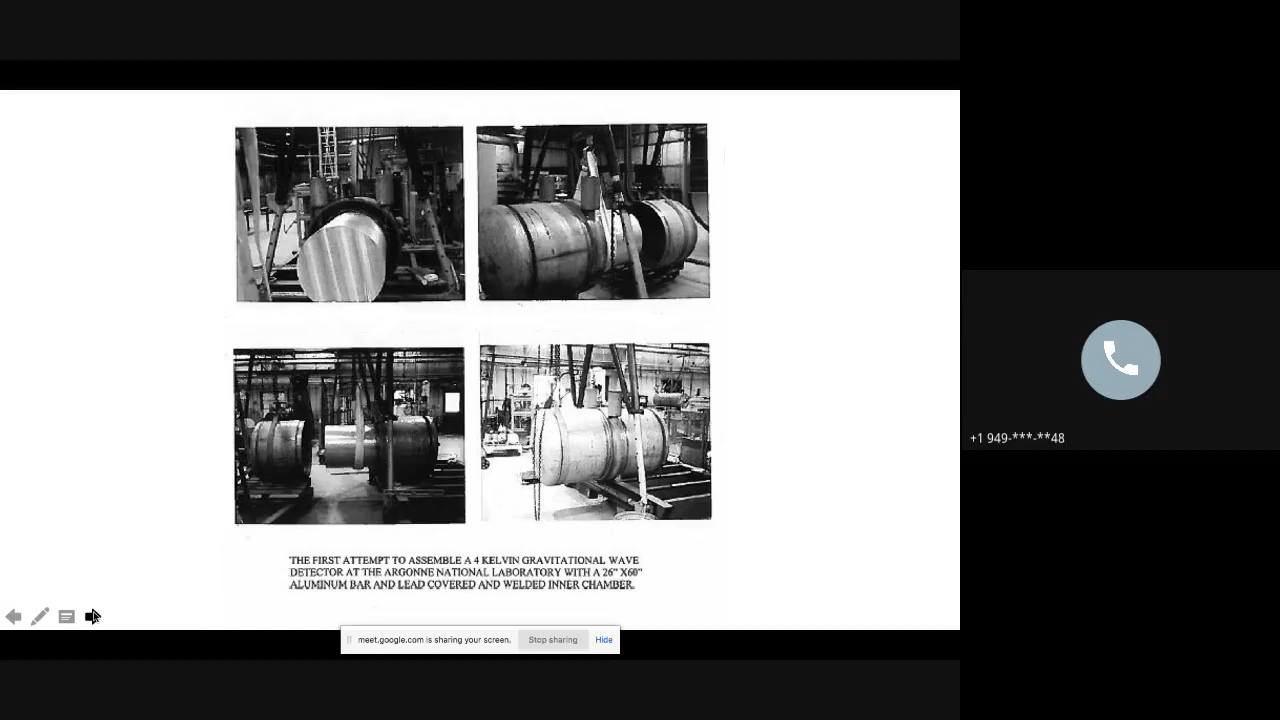 THE FIRST ATTEMPT TO ASSEMBLE A 4 KELVIN GRAVITATIONAL WAVE
DETECTOR AT THE ARGONNE NATIONAL LABORATORY WITH A 26" X60"
ALUMINUM BAR AND LEAD COVERED AND WELDED INNER CHAMBER.
meet.google.com is sharing your screen. Stop sharing Hide
+1 949-***-**48